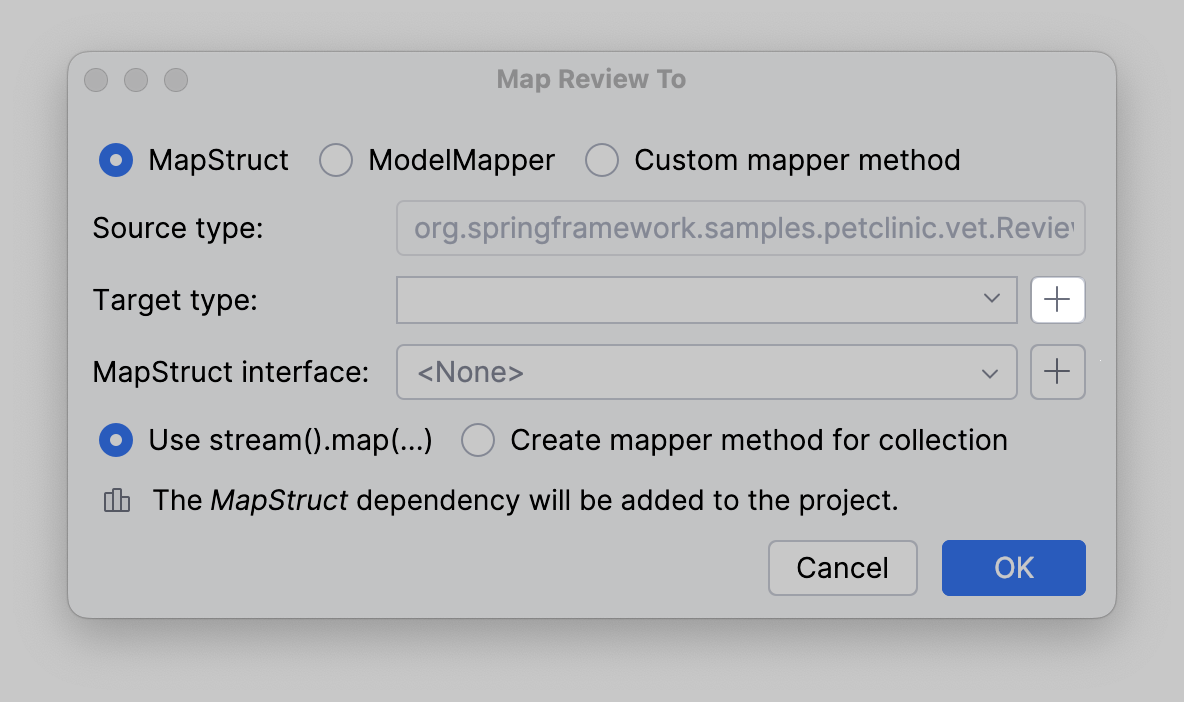 Map Review To
MapStruct ModelMapper Custom mapper method
Source type: org.springframework.samples.petclinic.vet.Review
Target type:
MapStruct interface: <None>
Use stream().map(...) Create mapper method for collection
The MapStruct dependency will be added to the project.
Cancel OK